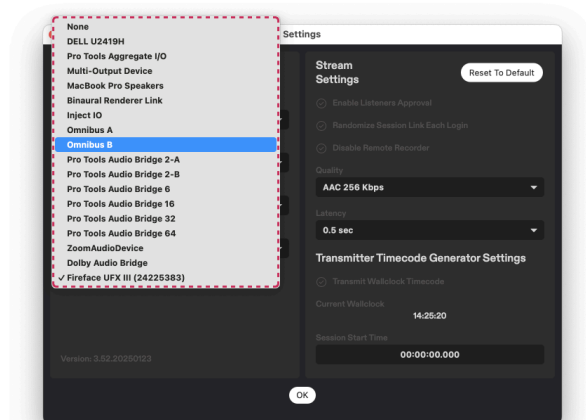 Settings
None
DELL U2419H
Pro Tools Aggregate I/O
Multi-Output Device
MacBook Pro Speakers
Binaural Renderer Link
Inject IO
Omnibus A
Omnibus B
Pro Tools Audio Bridge 2-A
Pro Tools Audio Bridge 2-B
Pro Tools Audio Bridge 6
Pro Tools Audio Bridge 16
Pro Tools Audio Bridge 32
Pro Tools Audio Bridge 64
ZoomAudioDevice
Dolby Audio Bridge
✓ Fireface UFX III (24225383)
Version: 3.52.20250123
Stream
Settings
Reset To Default
Enable Listeners Approval
Randomize Session Link Each Login
Disable Remote Recorder
Quality
AAC 256 Kbps
Latency
0.5 sec
Transmitter Timecode Generator Settings
Transmit Wallclock Timecode
Current Wallclock
14:25:20
Session Start Time
00:00:00.000
OK